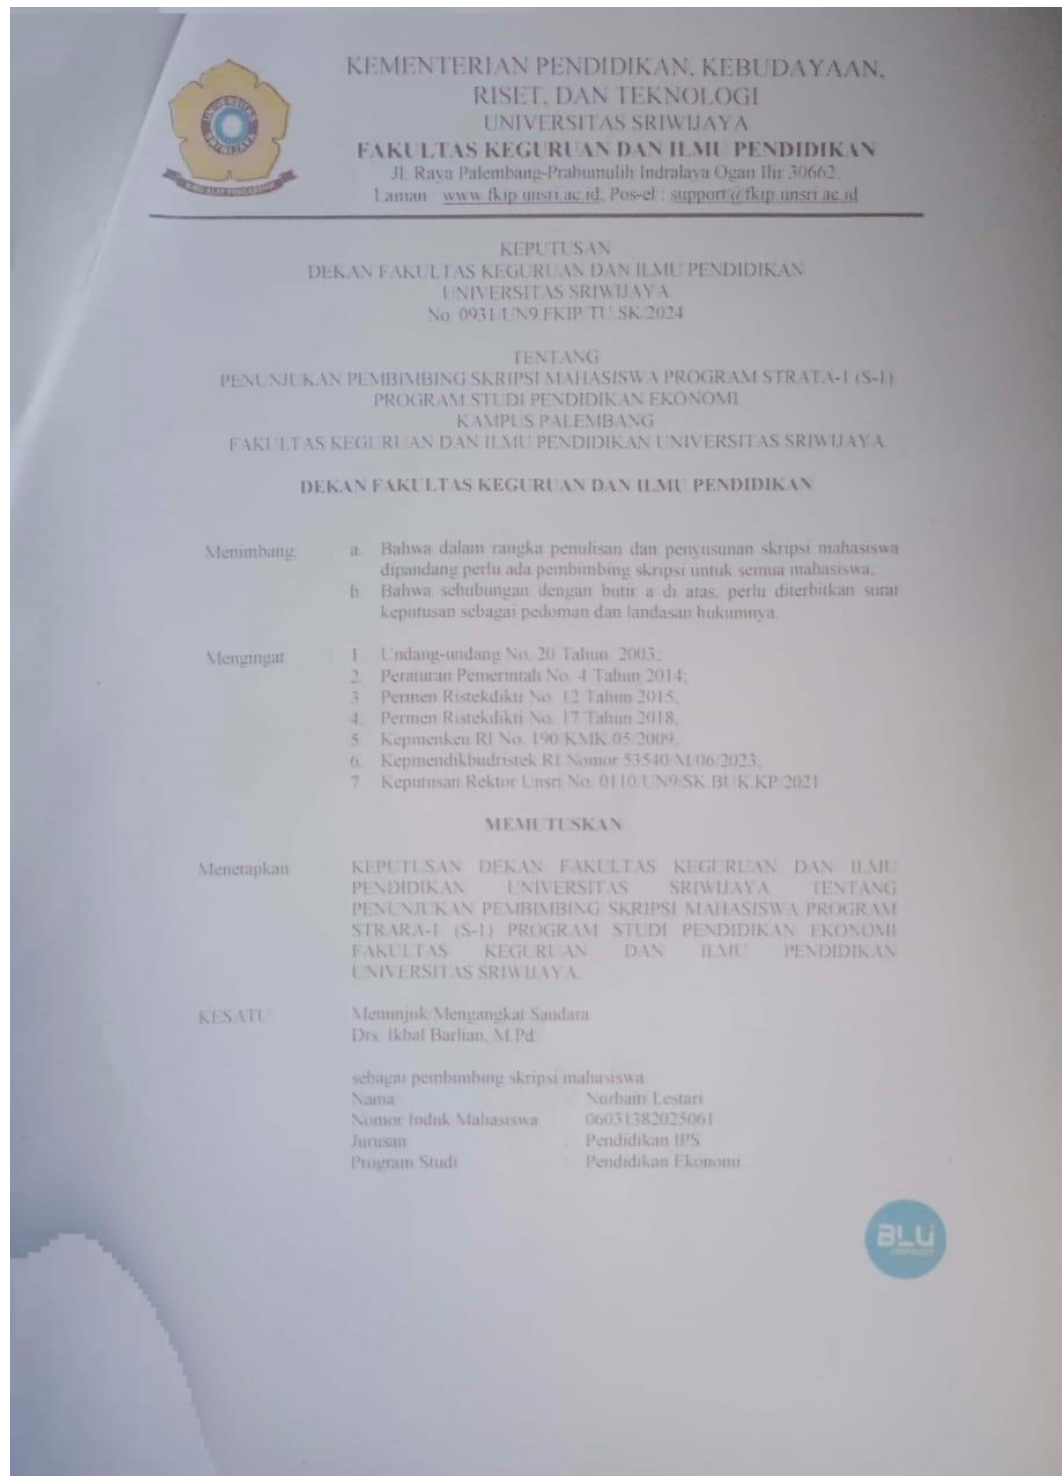 KEMENTERIAN PENDIDIKAN, KEBUDAYAAN,
RISET, DAN TEKNOLOGI
UNIVERSITAS SRIWIJAYA
FAKULTAS KEGURUAN DAN ILMU PENDIDIKAN
Jl. Raya Palembang-Prabumulih Indralaya Ogan Ilir 30662
Laman : www.fkip.unsri.ac.id, Pos-el : support@fkip.unsri.ac.id
UNIVERSITAS SRIWIJAYA
ILMU ALAT PENGABDIAN
KEPUTUSAN
DEKAN FAKULTAS KEGURUAN DAN ILMU PENDIDIKAN
UNIVERSITAS SRIWIJAYA
No. 0931/UN9.FKIP/TU.SK/2024
TENTANG
PENUNJUKAN PEMBIMBING SKRIPSI MAHASISWA PROGRAM STRATA-1 (S-1)
PROGRAM STUDI PENDIDIKAN EKONOMI
KAMPUS PALEMBANG
FAKULTAS KEGURUAN DAN ILMU PENDIDIKAN UNIVERSITAS SRIWIJAYA
DEKAN FAKULTAS KEGURUAN DAN ILMU PENDIDIKAN
Menimbang : a. Bahwa dalam rangka penulisan dan penyusunan skripsi mahasiswa
dipandang perlu ada pembimbing skripsi untuk semua mahasiswa;
b. Bahwa sehubungan dengan butir a di atas, perlu diterbitkan surat
keputusan sebagai pedoman dan landasan hukumnya.
Mengingat : 1. Undang-undang No. 20 Tahun 2003;
2. Peraturan Pemerintah No. 4 Tahun 2014;
3. Permen Ristekdikti No. 12 Tahun 2015;
4. Permen Ristekdikti No. 17 Tahun 2018;
5. Kepmenkeu RI No. 190/KMK.05/2009;
6. Kepmendikbudristek RI Nomor 53540/M/06/2023;
7. Keputusan Rektor Unsri No. 0110/UN9/SK.BUK.KP/2021
MEMUTUSKAN
Menetapkan : KEPUTUSAN DEKAN FAKULTAS KEGURUAN DAN ILMU
PENDIDIKAN UNIVERSITAS SRIWIJAYA TENTANG
PENUNJUKAN PEMBIMBING SKRIPSI MAHASISWA PROGRAM
STRARA-1 (S-1) PROGRAM STUDI PENDIDIKAN EKONOMI
FAKULTAS KEGURUAN DAN ILMU PENDIDIKAN
UNIVERSITAS SRIWIJAYA.
KESATU : Menunjuk/Mengangkat Saudara
Drs. Ikbal Barlian, M.Pd.
sebagai pembimbing skripsi mahasiswa
Nama : Nurbaiti Lestari
Nomor Induk Mahasiswa : 06031382025061
Jurusan : Pendidikan IPS
Program Studi : Pendidikan Ekonomi
BLU